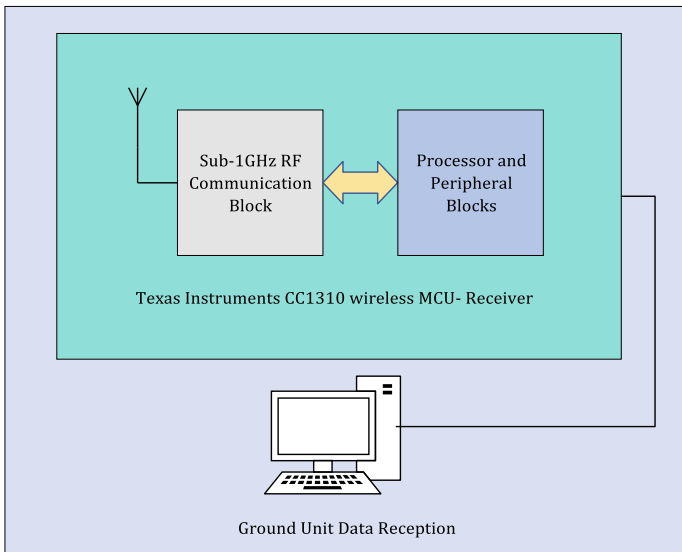 Sub-1GHz RF
Communication
Block
Processor and
Peripheral
Blocks
Texas Instruments CC1310 wireless MCU- Receiver
Ground Unit Data Reception